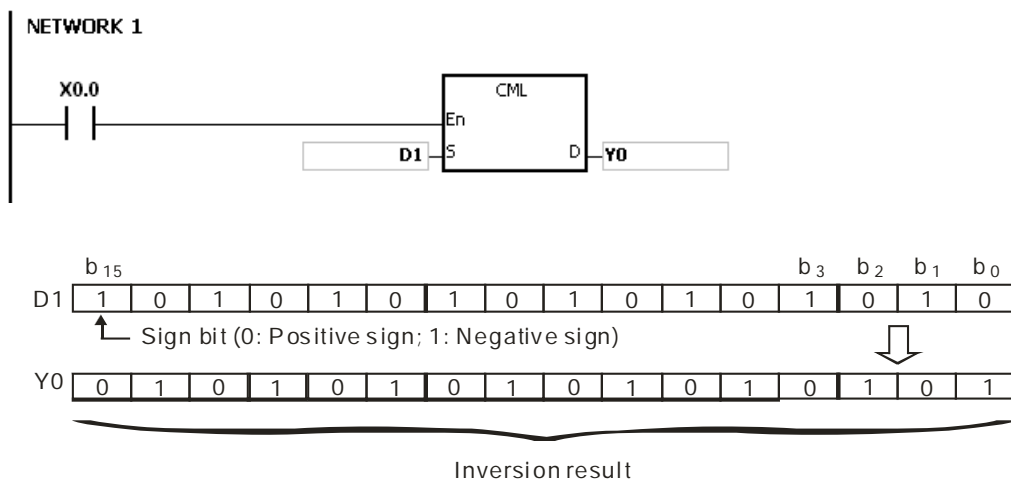 NETWORK 1
X0.0
CML
En
D1 S D Y0
b15 b3 b2 b1 b0
D1 1 0 1 0 1 0 1 0 1 0 1 0 1 0 1 0
Sign bit (0: Positive sign; 1: Negative sign)
Y0 0 1 0 1 0 1 0 1 0 1 0 1 0 1 0 1
Inversion result